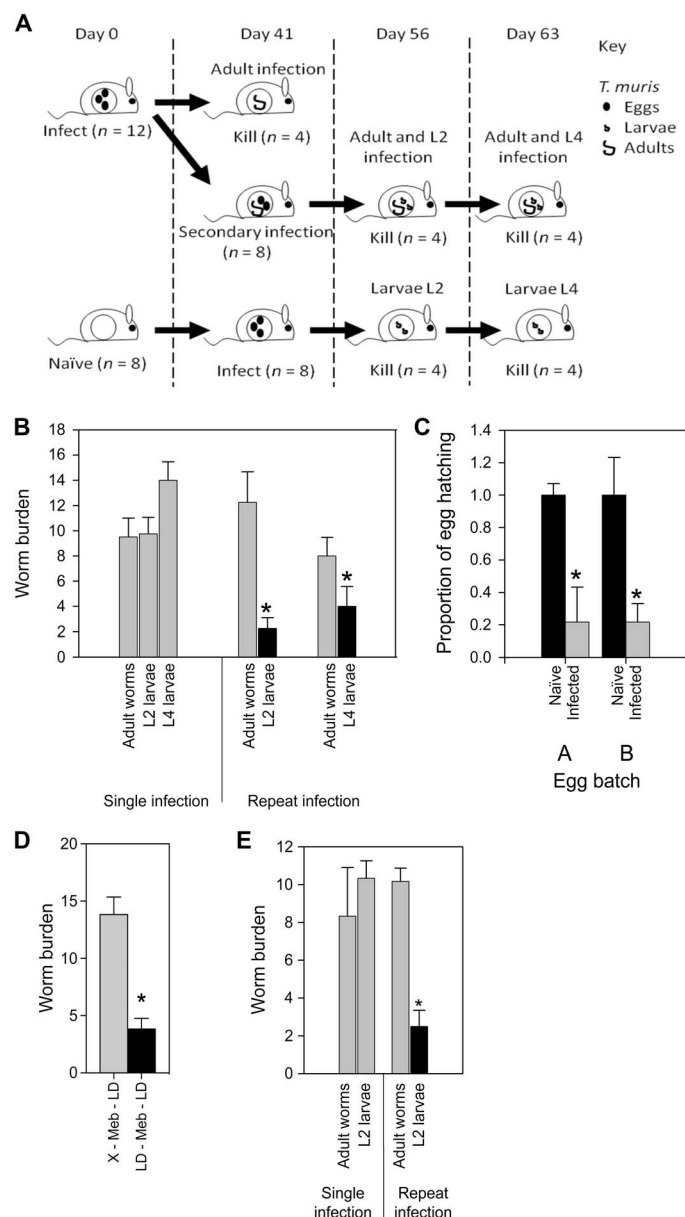 A
Day 0
Day 41
Day 56
Day 63
Key
Adult infection
T. muris
Eggs
Larvae
Adults
Infect (n = 12)
Kill (n = 4)
Adult and L2
infection
Adult and L4
infection
Secondary infection
(n = 8)
Kill (n = 4)
Kill (n = 4)
Larvae L2
Larvae L4
Naïve (n = 8)
Infect (n = 8)
Kill (n = 4)
Kill (n = 4)
B
Worm burden
18
16
14
12
10
8
6
4
2
0
*
*
Adult worms
L2 larvae
L4 larvae
Adult worms
L2 larvae
Adult worms
L4 larvae
Single infection
Repeat infection
C
Proportion of egg hatching
1.4
1.2
1.0
0.8
0.6
0.4
0.2
0.0
*
*
Naïve
Infected
Naïve
Infected
A
B
Egg batch
D
Worm burden
20
15
10
5
0
*
X - Meb - LD
LD - Meb - LD
E
Worm burden
12
10
8
6
4
2
0
*
Adult worms
L2 larvae
Adult worms
L2 larvae
Single
infection
Repeat
infection